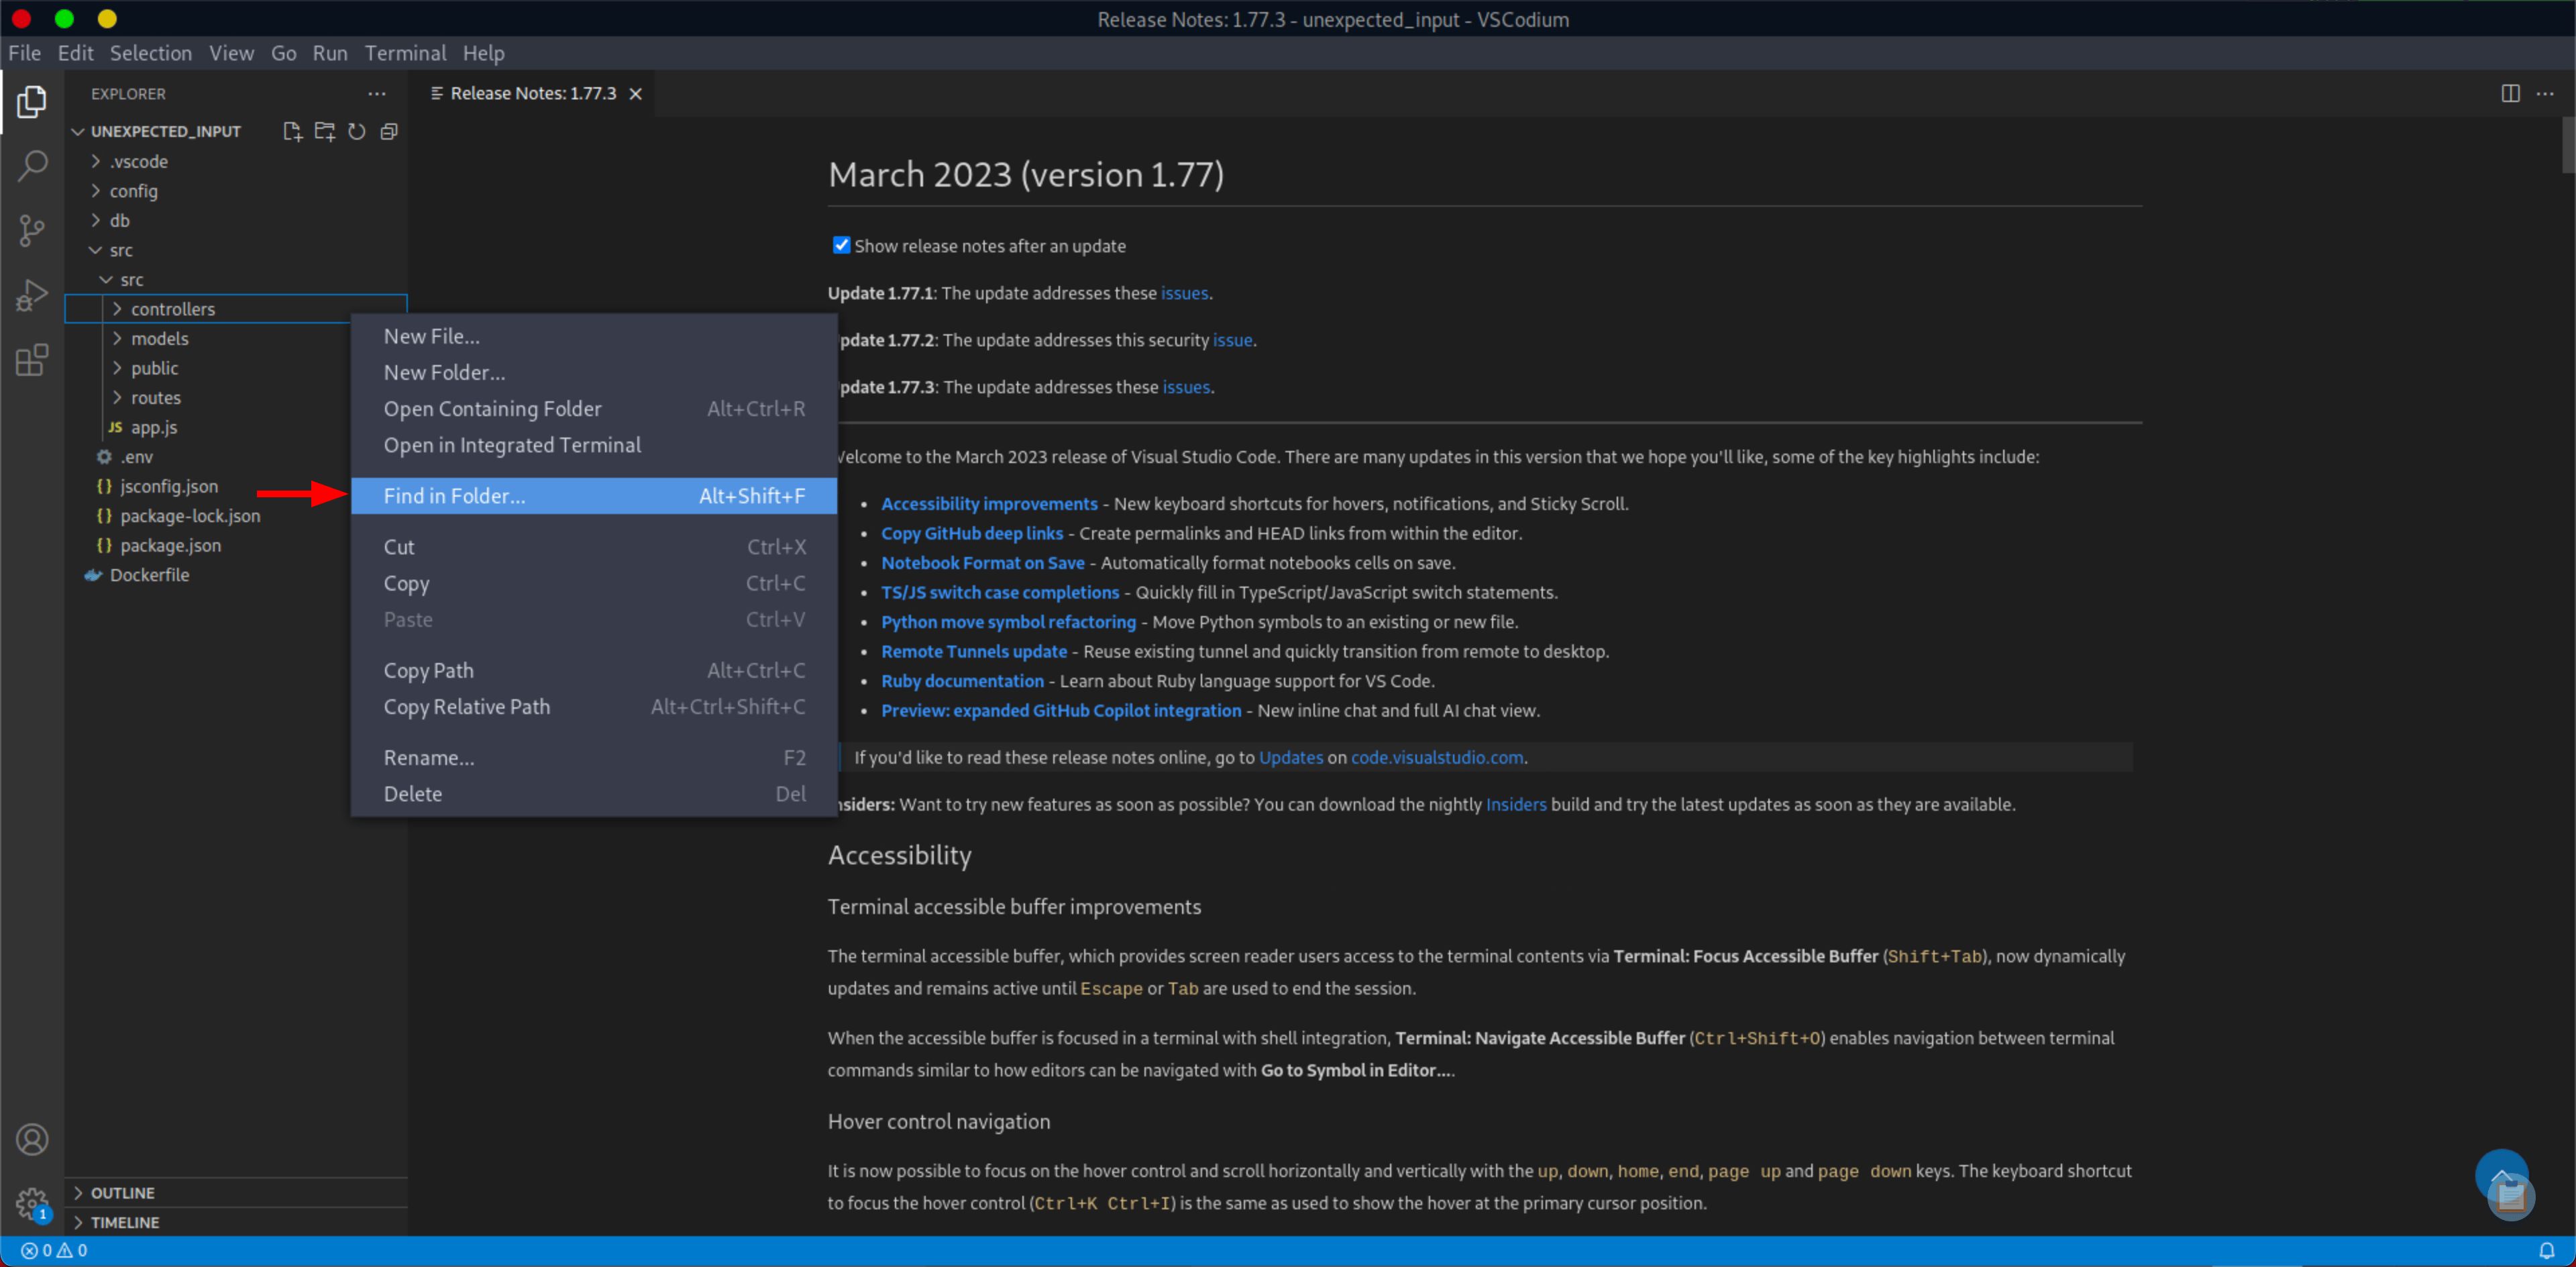 Release Notes: 1.77.3 - unexpected_input - VSCodium
File Edit Selection View Go Run Terminal Help
EXPLORER
Release Notes: 1.77.3
UNEXPECTED_INPUT
.vscode
config
db
src
src
controllers
models
public
routes
JS app.js
.env
{} jsconfig.json
{} package-lock.json
{} package.json
Dockerfile
OUTLINE
TIMELINE
1
0 0
New File...
New Folder...
Open Containing Folder Alt+Ctrl+R
Open in Integrated Terminal
Find in Folder... Alt+Shift+F
Cut Ctrl+X
Copy Ctrl+C
Paste Ctrl+V
Copy Path Alt+Ctrl+C
Copy Relative Path Alt+Ctrl+Shift+C
Rename... F2
Delete Del
March 2023 (version 1.77)
Show release notes after an update
Update 1.77.1: The update addresses these issues.
pdate 1.77.2: The update addresses this security issue.
pdate 1.77.3: The update addresses these issues.
elcome to the March 2023 release of Visual Studio Code. There are many updates in this version that we hope you'll like, some of the key highlights include:
• Accessibility improvements - New keyboard shortcuts for hovers, notifications, and Sticky Scroll.
• Copy GitHub deep links - Create permalinks and HEAD links from within the editor.
• Notebook Format on Save - Automatically format notebooks cells on save.
• TS/JS switch case completions - Quickly fill in TypeScript/JavaScript switch statements.
• Python move symbol refactoring - Move Python symbols to an existing or new file.
• Remote Tunnels update - Reuse existing tunnel and quickly transition from remote to desktop.
• Ruby documentation - Learn about Ruby language support for VS Code.
• Preview: expanded GitHub Copilot integration - New inline chat and full AI chat view.
If you'd like to read these release notes online, go to Updates on code.visualstudio.com.
nsiders: Want to try new features as soon as possible? You can download the nightly Insiders build and try the latest updates as soon as they are available.
Accessibility
Terminal accessible buffer improvements
The terminal accessible buffer, which provides screen reader users access to the terminal contents via Terminal: Focus Accessible Buffer (Shift+Tab), now dynamically
updates and remains active until Escape or Tab are used to end the session.
When the accessible buffer is focused in a terminal with shell integration, Terminal: Navigate Accessible Buffer (Ctrl+Shift+O) enables navigation between terminal
commands similar to how editors can be navigated with Go to Symbol in Editor....
Hover control navigation
It is now possible to focus on the hover control and scroll horizontally and vertically with the up, down, home, end, page up and page down keys. The keyboard shortcut
to focus the hover control (Ctrl+K Ctrl+I) is the same as used to show the hover at the primary cursor position.